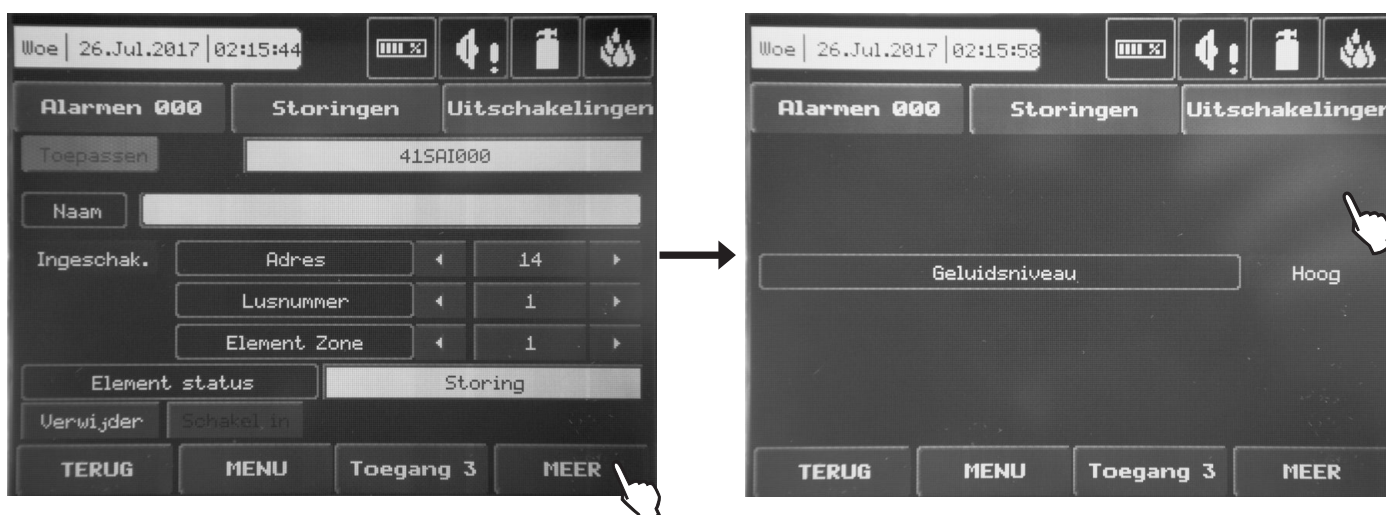 Woe 26.Jul.2017 02:15:44
Alarmen 000 Storingen Uitschakelingen
Toepassen 41SAI000
Naam
Ingeschak. Adres 14
Lusnummer 1
Element Zone 1
Element status Storing
Verwijder Schakel in
TERUG MENU Toegang 3 MEER
Woe 26.Jul.2017 02:15:58
Alarmen 000 Storingen Uitschakelingen
Geluidsniveau Hoog
TERUG MENU Toegang 3 MEER